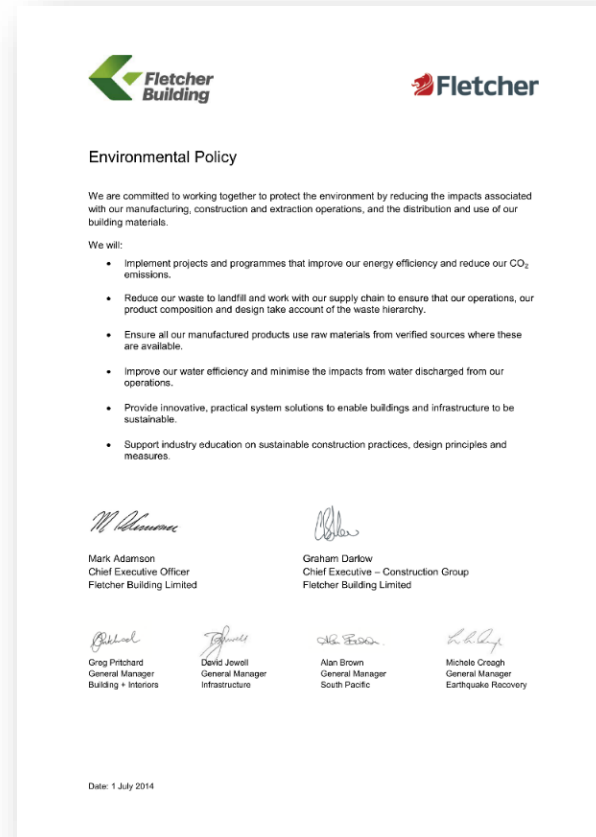 Fletcher
Building
Fletcher
Environmental Policy
We are committed to working together to protect the environment by reducing the impacts associated
with our manufacturing, construction and extraction operations, and the distribution and use of our
building materials.
We will:
• Implement projects and programmes that improve our energy efficiency and reduce our CO₂
emissions.
• Reduce our waste to landfill and work with our supply chain to ensure that our operations, our
product composition and design take account of the waste hierarchy.
• Ensure all our manufactured products use raw materials from verified sources where these
are available.
• Improve our water efficiency and minimise the impacts from water discharged from our
operations.
• Provide innovative, practical system solutions to enable buildings and infrastructure to be
sustainable.
• Support industry education on sustainable construction practices, design principles and
measures.
Mark Adamson
Chief Executive Officer
Fletcher Building Limited
Graham Darlow
Chief Executive – Construction Group
Fletcher Building Limited
Greg Pritchard
General Manager
Building + Interiors
David Jewell
General Manager
Infrastructure
Alan Brown
General Manager
South Pacific
Michele Creagh
General Manager
Earthquake Recovery
Date: 1 July 2014